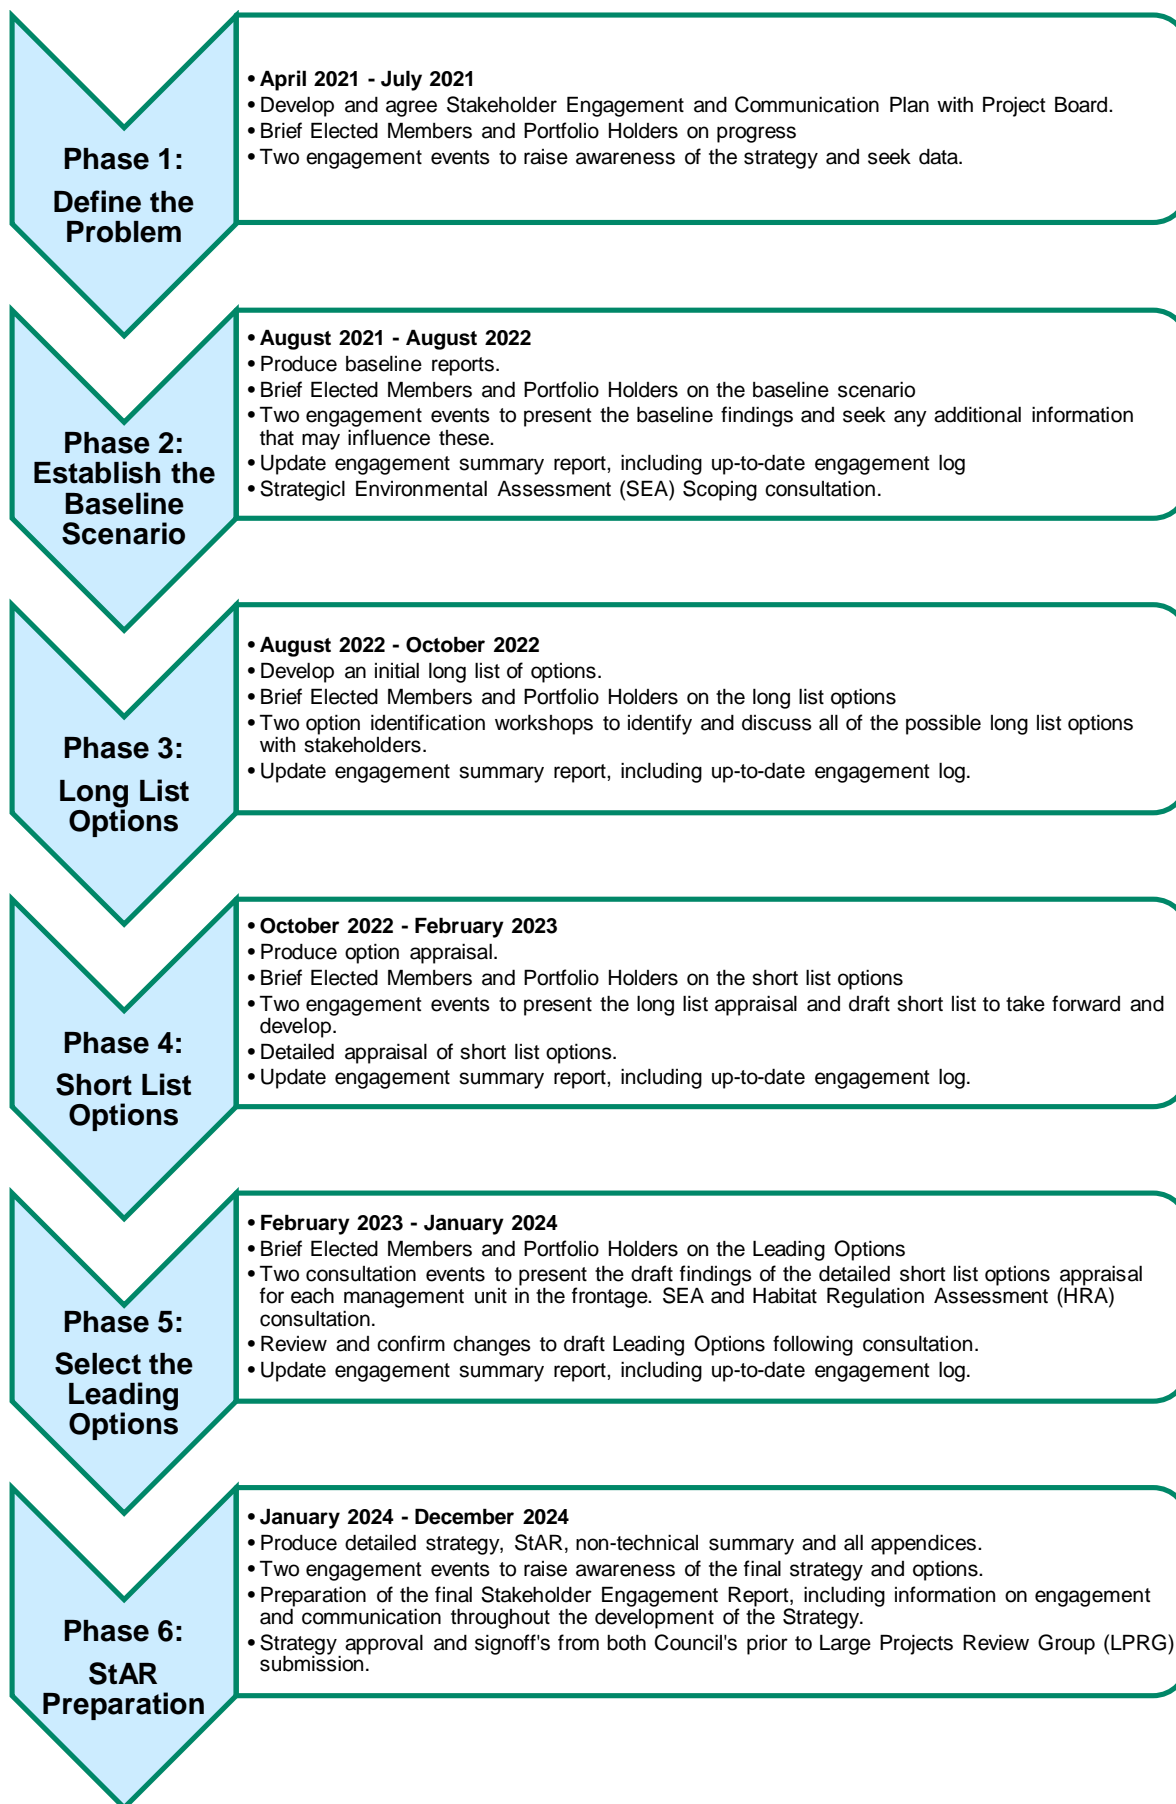 Phase 1:
Define the
Problem
• April 2021 - July 2021
• Develop and agree Stakeholder Engagement and Communication Plan with Project Board.
• Brief Elected Members and Portfolio Holders on progress
• Two engagement events to raise awareness of the strategy and seek data.
Phase 2:
Establish the
Baseline
Scenario
• August 2021 - August 2022
• Produce baseline reports.
• Brief Elected Members and Portfolio Holders on the baseline scenario
• Two engagement events to present the baseline findings and seek any additional information
that may influence these.
• Update engagement summary report, including up-to-date engagement log
• Strategicl Environmental Assessment (SEA) Scoping consultation.
Phase 3:
Long List
Options
• August 2022 - October 2022
• Develop an initial long list of options.
• Brief Elected Members and Portfolio Holders on the long list options
• Two option identification workshops to identify and discuss all of the possible long list options
with stakeholders.
• Update engagement summary report, including up-to-date engagement log.
Phase 4:
Short List
Options
• October 2022 - February 2023
• Produce option appraisal.
• Brief Elected Members and Portfolio Holders on the short list options
• Two engagement events to present the long list appraisal and draft short list to take forward and
develop.
• Detailed appraisal of short list options.
• Update engagement summary report, including up-to-date engagement log.
Phase 5:
Select the
Leading
Options
• February 2023 - January 2024
• Brief Elected Members and Portfolio Holders on the Leading Options
• Two consultation events to present the draft findings of the detailed short list options appraisal
for each management unit in the frontage. SEA and Habitat Regulation Assessment (HRA)
consultation.
• Review and confirm changes to draft Leading Options following consultation.
• Update engagement summary report, including up-to-date engagement log.
Phase 6:
StAR
Preparation
• January 2024 - December 2024
• Produce detailed strategy, StAR, non-technical summary and all appendices.
• Two engagement events to raise awareness of the final strategy and options.
• Preparation of the final Stakeholder Engagement Report, including information on engagement
and communication throughout the development of the Strategy.
• Strategy approval and signoff's from both Council's prior to Large Projects Review Group (LPRG)
submission.